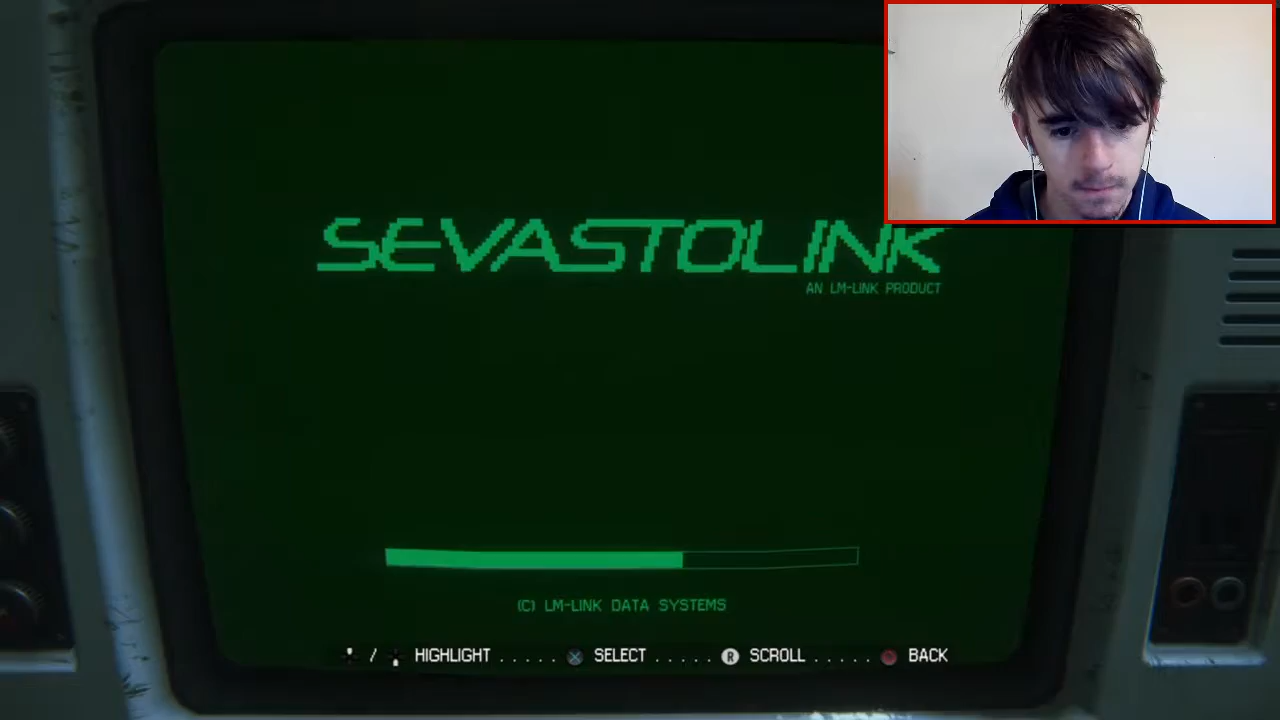 SEVASTOLINK
AN LM-LINK PRODUCT
(C) LM-LINK DATA SYSTEMS
/ HIGHLIGHT ..... SELECT ..... R SCROLL ..... BACK